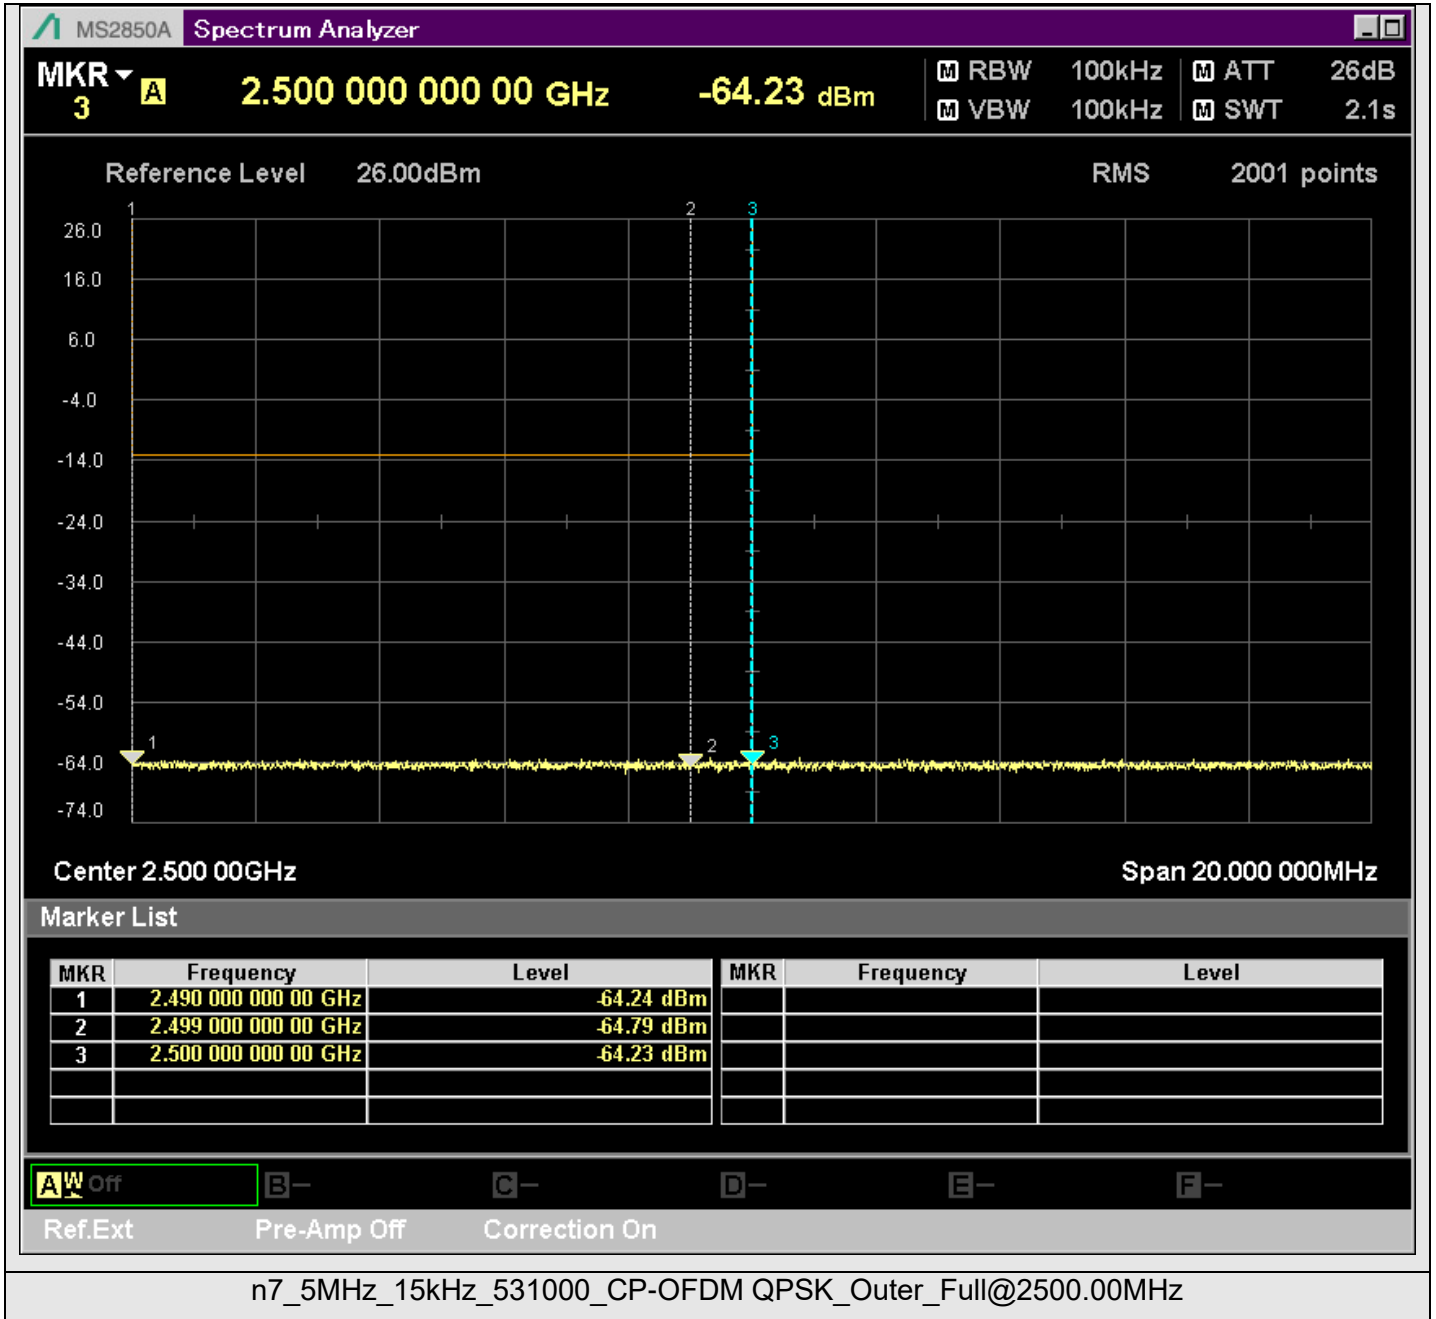 MS2850A Spectrum Analyzer
MKR A 2.500 000 000 00 GHz -64.23 dBm M RBW 100kHz M ATT 26dB
3 M VBW 100kHz M SWT 2.1s
Reference Level 26.00dBm RMS 2001 points
1 2 3
26.0
16.0
6.0
-4.0
-14.0
-24.0
-34.0
-44.0
-54.0
1 2 3
-64.0
-74.0
Center 2.500 00GHz Span 20.000 000MHz
Marker List
MKR Frequency Level MKR Frequency Level
1 2.490 000 000 00 GHz -64.24 dBm
2 2.499 000 000 00 GHz -64.79 dBm
3 2.500 000 000 00 GHz -64.23 dBm
A W Off B – C – D – E – F –
Ref.Ext Pre-Amp Off Correction On
n7_5MHz_15kHz_531000_CP-OFDM QPSK_Outer_Full@2500.00MHz